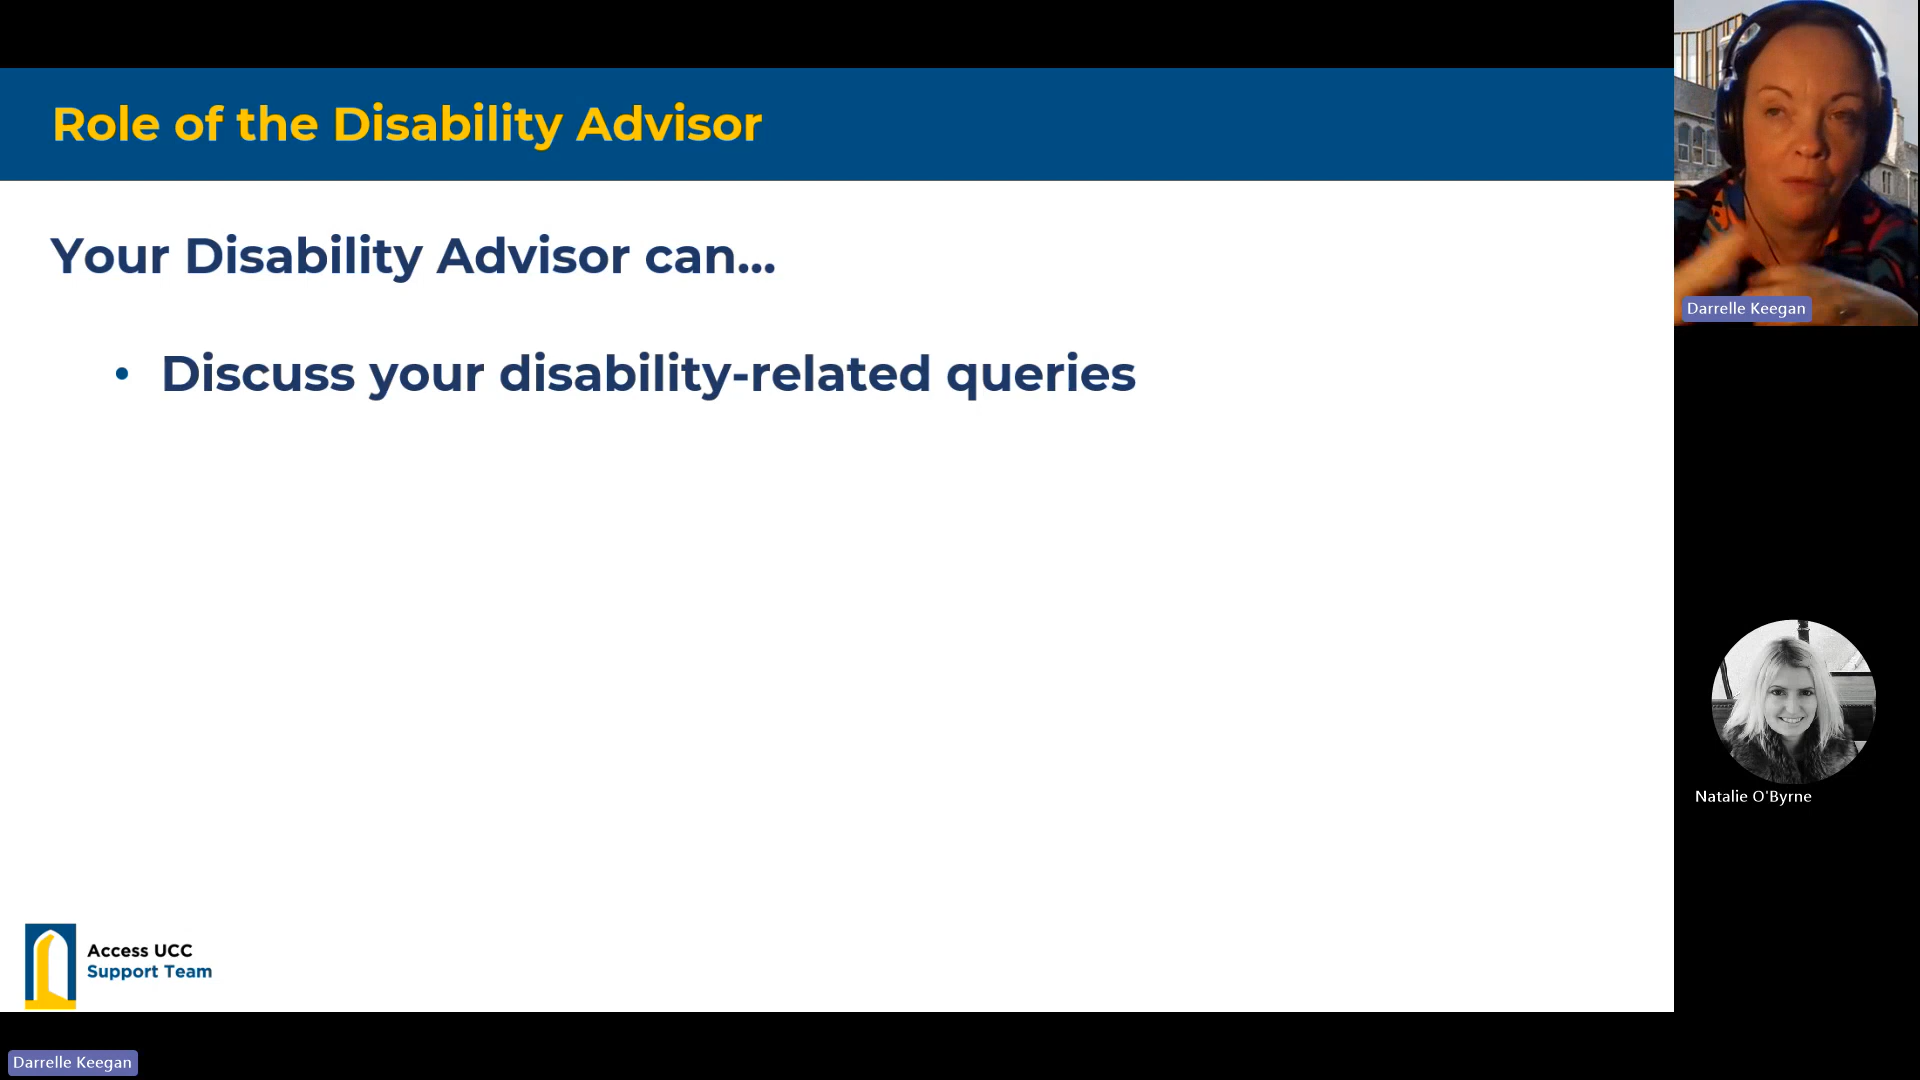 Role of the Disability Advisor
Your Disability Advisor can...
• Discuss your disability-related queries
Access UCC
Support Team
Darrelle Keegan
Natalie O'Byrne
Darrelle Keegan